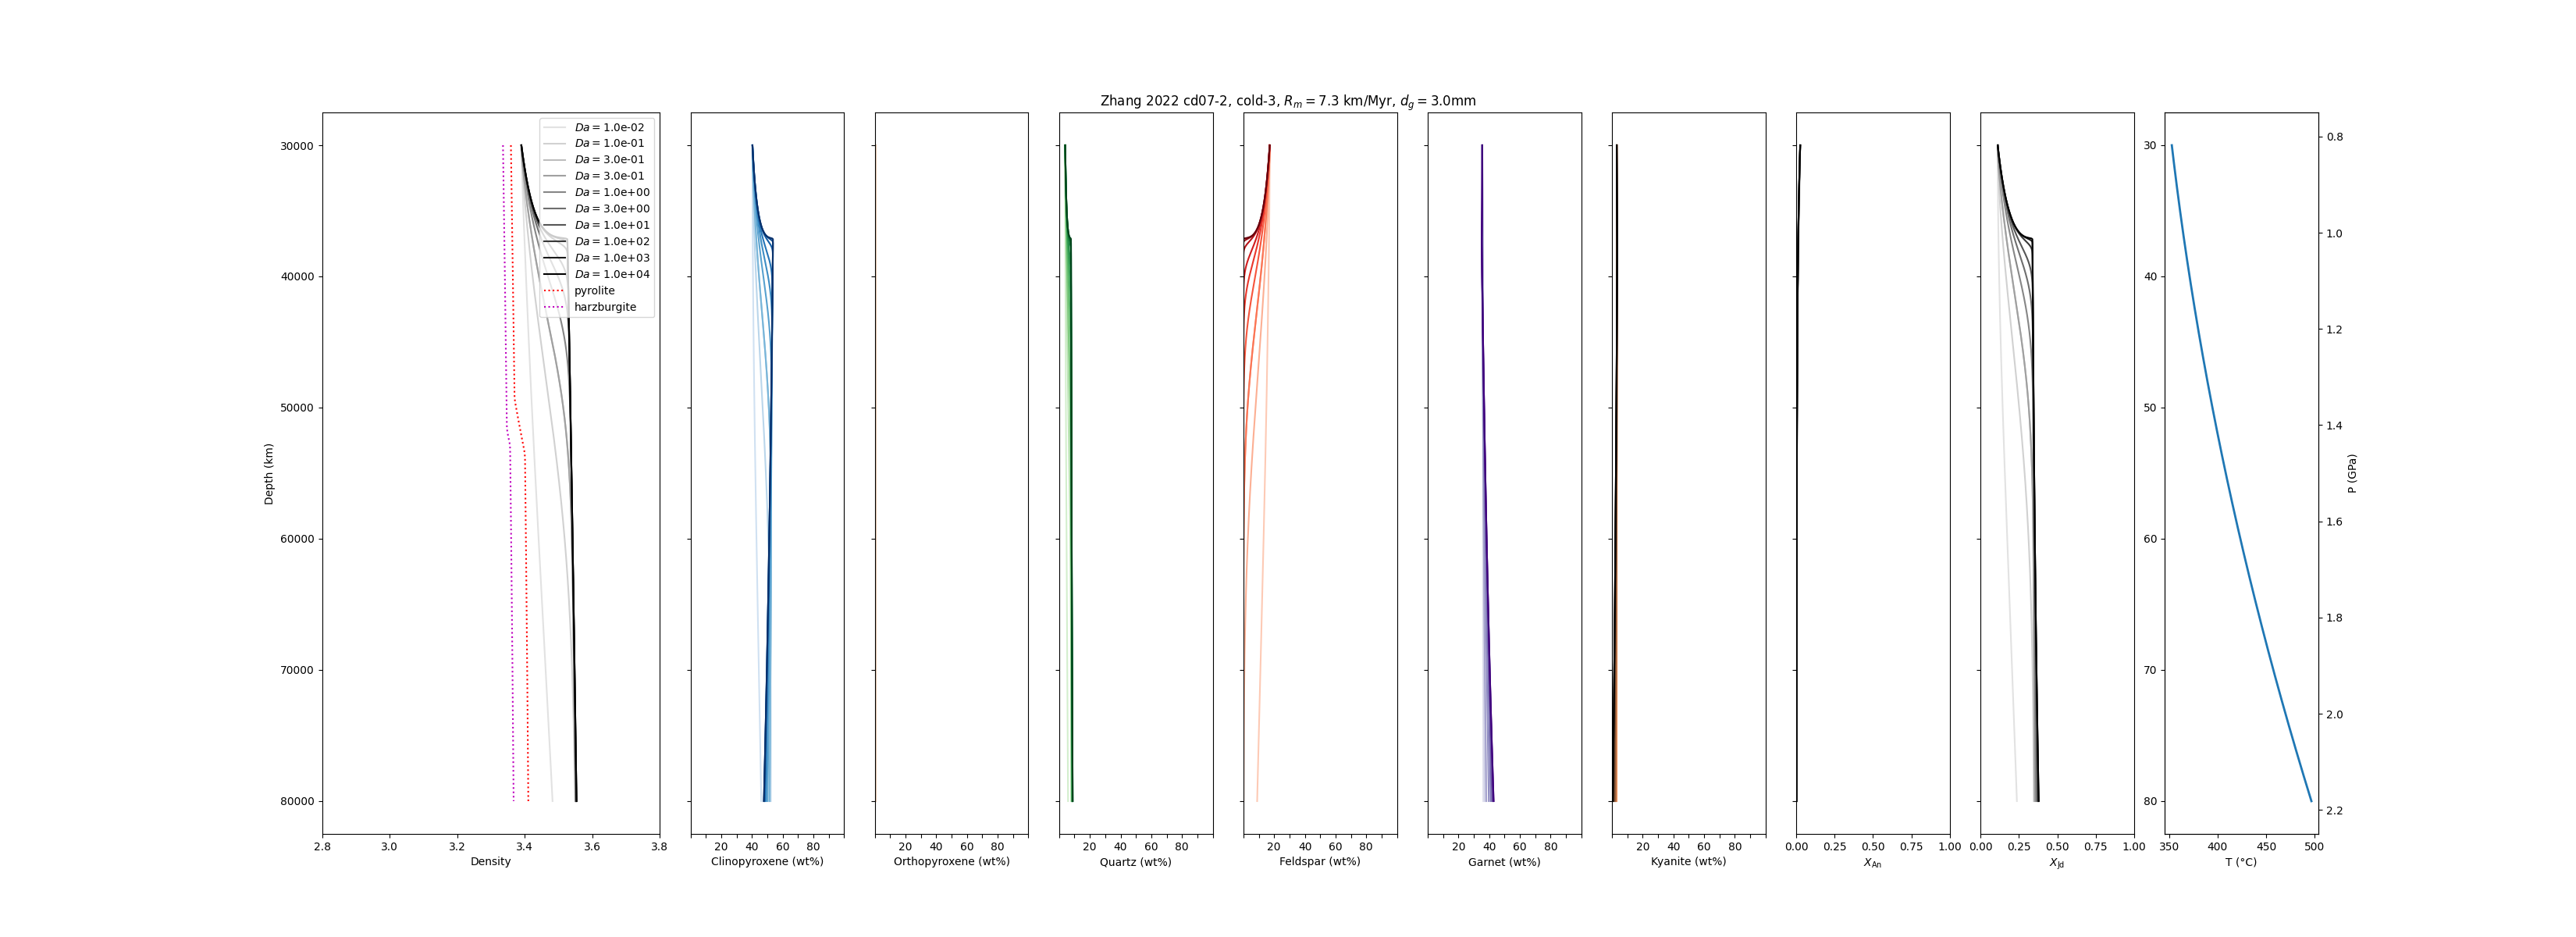 Zhang 2022 cd07-2, cold-3, R_m = 7.3 km/Myr, d_g = 3.0mm
Da = 1.0e-02
Da = 1.0e-01
Da = 3.0e-01
Da = 3.0e-01
Da = 1.0e+00
Da = 3.0e+00
Da = 1.0e+01
Da = 1.0e+02
Da = 1.0e+03
Da = 1.0e+04
pyrolite
harzburgite
Depth (km)
30000
40000
50000
60000
70000
80000
2.8 3.0 3.2 3.4 3.6 3.8
Density
20 40 60 80
Clinopyroxene (wt%)
20 40 60 80
Orthopyroxene (wt%)
20 40 60 80
Quartz (wt%)
20 40 60 80
Feldspar (wt%)
20 40 60 80
Garnet (wt%)
20 40 60 80
Kyanite (wt%)
0.00 0.25 0.50 0.75 1.00
X_An
0.00 0.25 0.50 0.75 1.00
X_Jd
30
40
50
60
70
80
350 400 450 500
T (°C)
0.8
1.0
1.2
1.4
1.6
1.8
2.0
2.2
P (GPa)